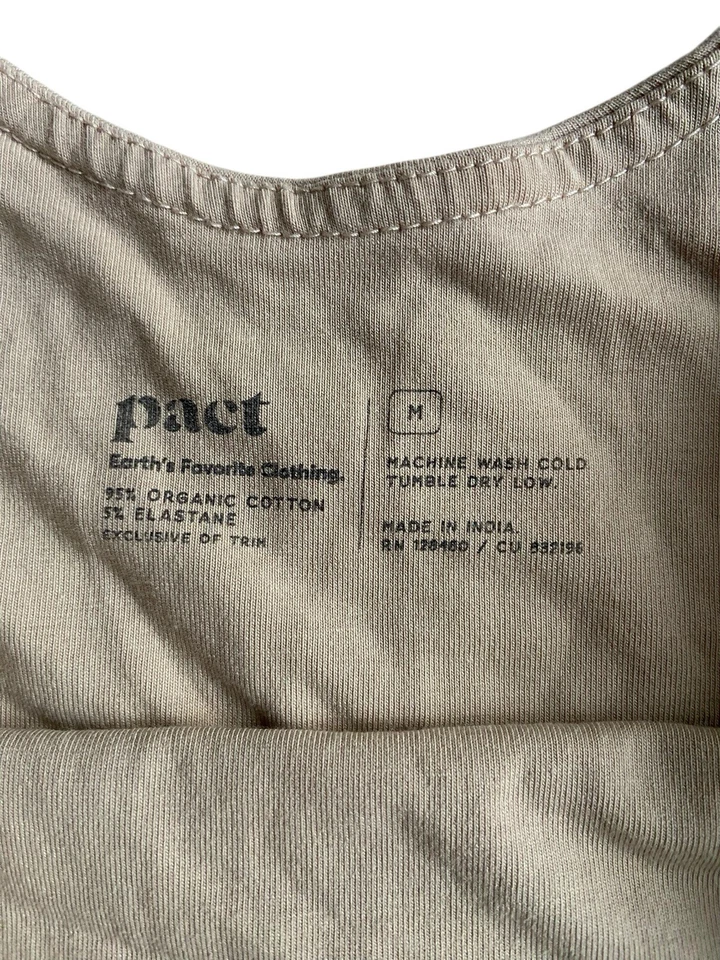 pact
Earth's Favorite Clothing.
95% ORGANIC COTTON
5% ELASTANE
EXCLUSIVE OF TRIM
M
MACHINE WASH COLD
TUMBLE DRY LOW.
MADE IN INDIA.
RN 128460 / CU 832196